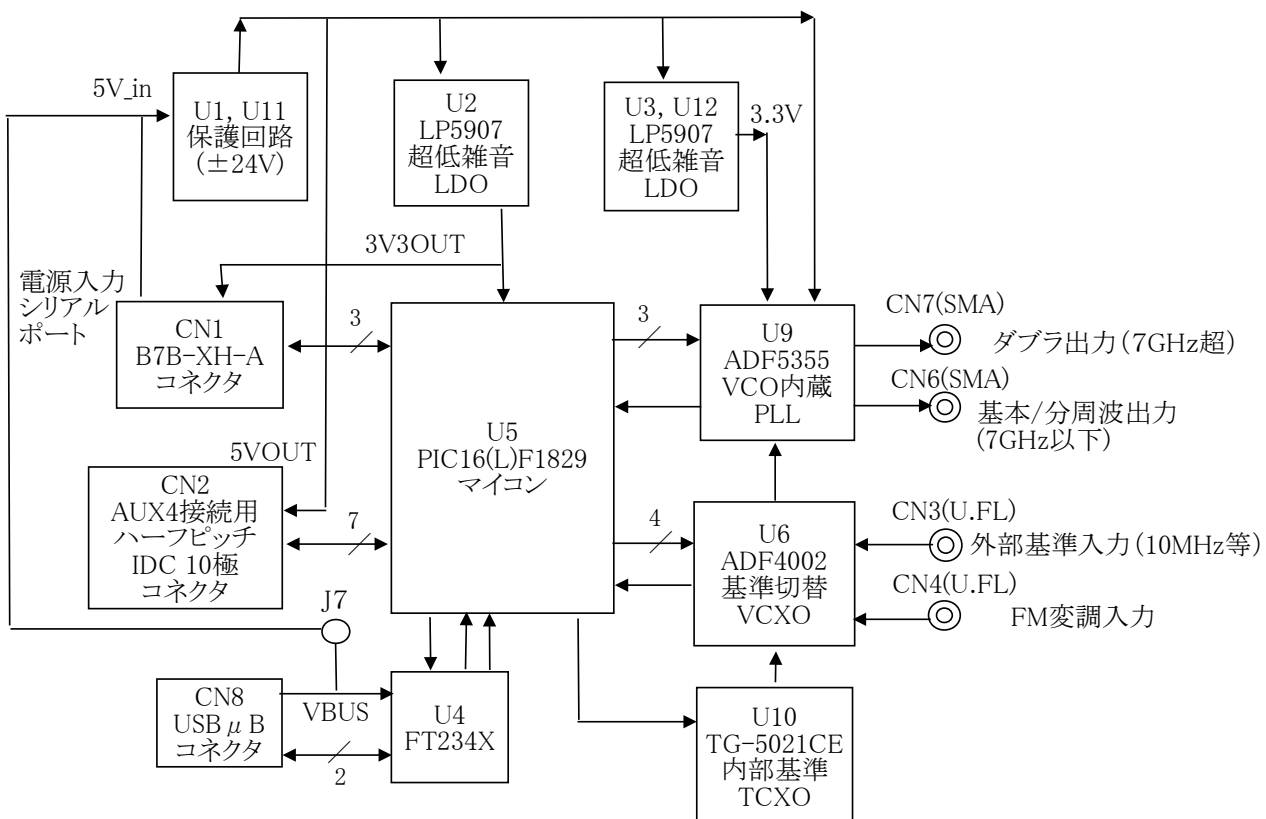 5V_in
U1, U11
保護回路
(±24V)
U2
LP5907
超低雑音
LDO
U3, U12
LP5907
超低雑音
LDO
3.3V
3V3OUT
電源入力
シリアル
ポート
CN1
B7B-XH-A
コネクタ
3
U5
PIC16(L)F1829
マイコン
3
U9
ADF5355
VCO内蔵
PLL
CN7(SMA)
ダブラ出力(7GHz超)
CN6(SMA)
基本/分周波出力
(7GHz以下)
5VOUT
CN2
AUX4接続用
ハーフピッチ
IDC 10極
コネクタ
7
4
U6
ADF4002
基準切替
VCXO
CN3(U.FL)
外部基準入力(10MHz等)
CN4(U.FL)
FM変調入力
J7
CN8
USBμB
コネクタ
VBUS
2
U4
FT234X
U10
TG-5021CE
内部基準
TCXO